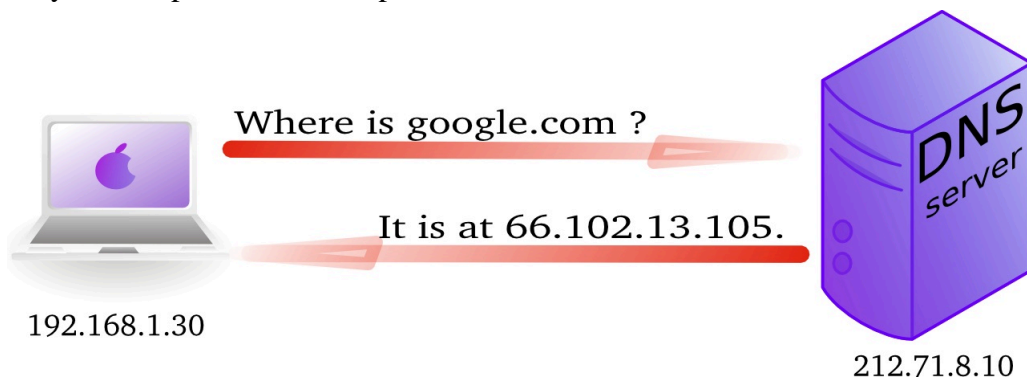 Where is google.com ?
It is at 66.102.13.105.
DNS
server
192.168.1.30
212.71.8.10